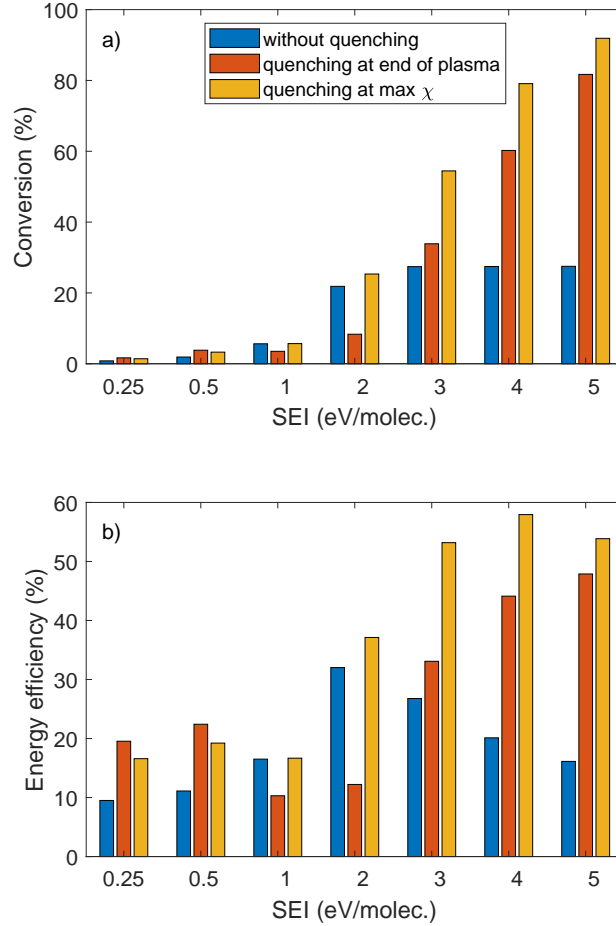 a)
without quenching
quenching at end of plasma
quenching at max χ
Conversion (%)
100
80
60
40
20
0
0.25 0.5 1 2 3 4 5
SEI (eV/molec.)
b)
Energy efficiency (%)
60
50
40
30
20
10
0
0.25 0.5 1 2 3 4 5
SEI (eV/molec.)